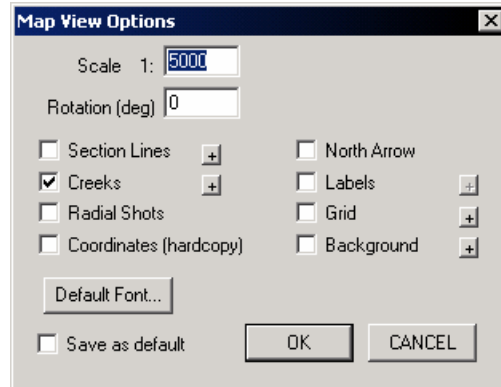 Map View Options
Scale 1: 5000
Rotation (deg) 0
Section Lines +
North Arrow
Creeks +
Labels +
Radial Shots
Grid +
Coordinates (hardcopy)
Background +
Default Font...
Save as default
OK
CANCEL